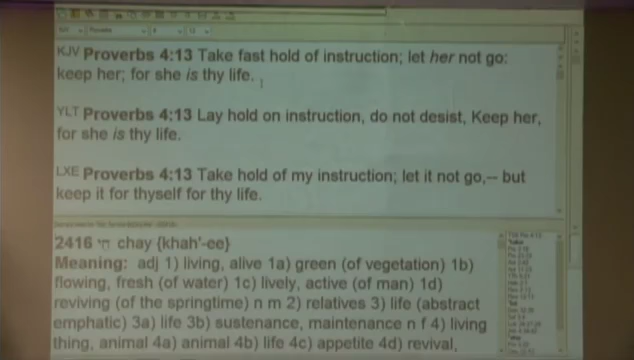 KJV Proverbs 4:13 Take fast hold of instruction; let her not go:
keep her; for she is thy life.
YLT Proverbs 4:13 Lay hold on instruction, do not desist, Keep her,
for she is thy life.
LXE Proverbs 4:13 Take hold of my instruction; let it not go,-- but
keep it for thyself for thy life.
2416 חי chay {khah'-ee}
Meaning: adj 1) living, alive 1a) green (of vegetation) 1b)
flowing, fresh (of water) 1c) lively, active (of man) 1d)
reviving (of the springtime) n m 2) relatives 3) life (abstract
emphatic) 3a) life 3b) sustenance, maintenance n f 4) living
thing, animal 4a) animal 4b) life 4c) appetite 4d) revival,